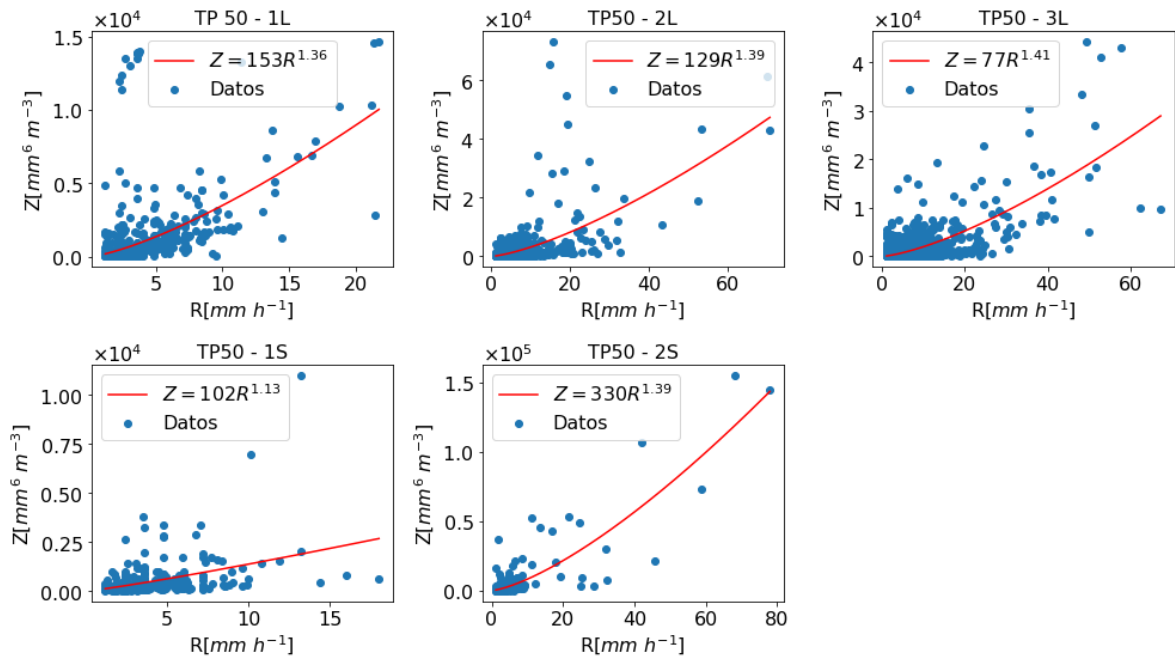 ×10⁴ TP 50 - 1L
Z = 153R^1.36
Datos
1.5
1.0
0.5
0.0
Z[mm⁶ m⁻³]
5 10 15 20
R[mm h⁻¹]
×10⁴ TP50 - 2L
Z = 129R^1.39
Datos
6
4
2
0
Z[mm⁶ m⁻³]
0 20 40 60
R[mm h⁻¹]
×10⁴ TP50 - 3L
Z = 77R^1.41
Datos
4
2
0
Z[mm⁶ m⁻³]
0 20 40 60
R[mm h⁻¹]
×10⁴ TP50 - 1S
Z = 102R^1.13
Datos
1.00
0.75
0.50
0.25
0.00
Z[mm⁶ m⁻³]
5 10 15
R[mm h⁻¹]
×10⁵ TP50 - 2S
Z = 330R^1.39
Datos
1.5
1.0
0.5
0.0
Z[mm⁶ m⁻³]
0 20 40 60 80
R[mm h⁻¹]